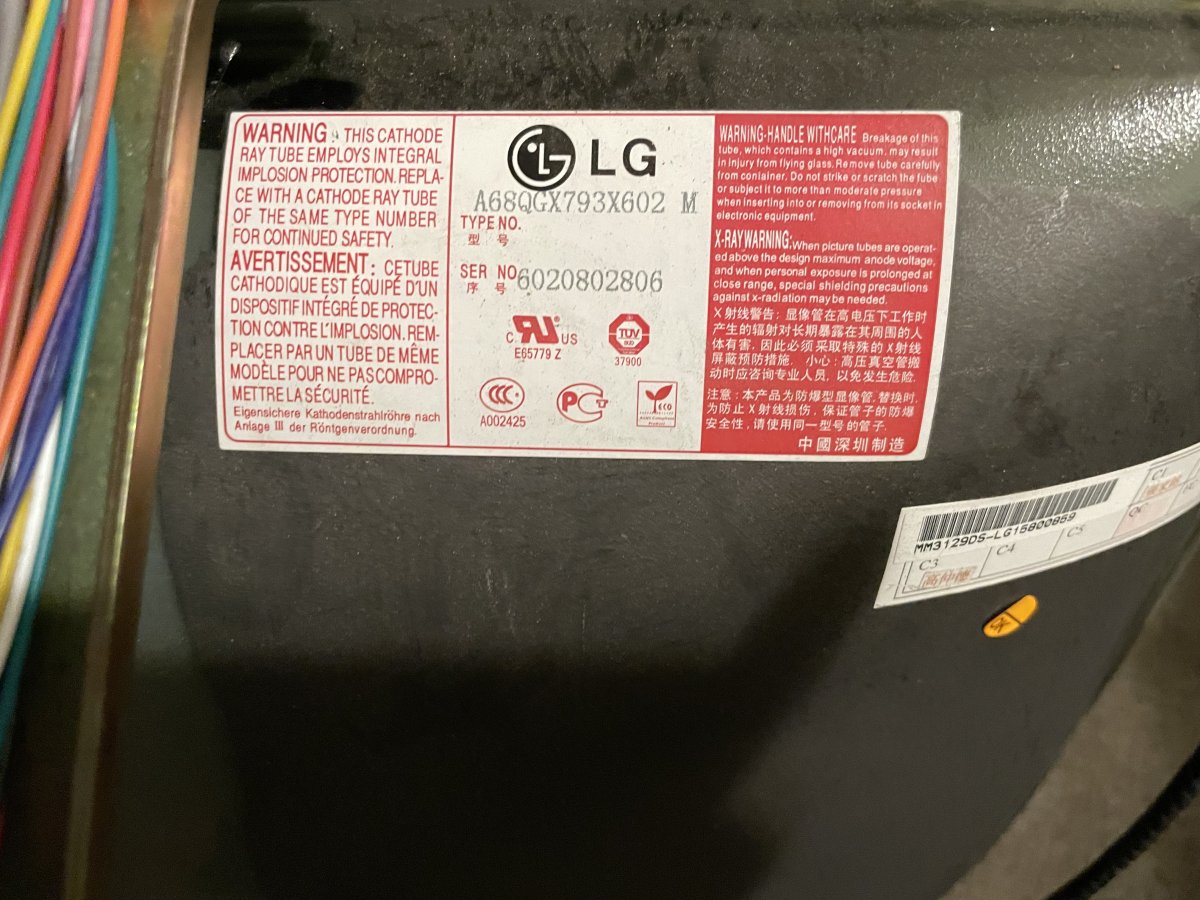 WARNING : THIS CATHODE
RAY TUBE EMPLOYS INTEGRAL
IMPLOSION PROTECTION. REPLA-
CE WITH A CATHODE RAY TUBE
OF THE SAME TYPE NUMBER
FOR CONTINUED SAFETY.
AVERTISSEMENT : CETUBE
CATHODIQUE EST ÉQUIPÉ D'UN
DISPOSITIF INTÉGRÉ DE PROTEC-
TION CONTRE L'IMPLOSION. REM-
PLACER PAR UN TUBE DE MÊME
MODÈLE POUR NE PAS COMPRO-
METTRE LA SÉCURITÉ.
Eigensichere Kathodenstrahlröhre nach
Anlage III der Röntgenverordnung.
LG
A68QGX793X602 M
TYPE NO.
型 号
SER NO
序 号
6020802806
C US
E65779 Z
TUV
37900
CCC
A002425
PCT
ECO
WARNING-HANDLE WITHCARE Breakage of this
tube, which contains a high vacuum, may result
in injury from flying glass. Remove tube carefully
from container. Do not strike or scratch the tube
or subject it to more than moderate pressure
when inserting into or removing from its socket in
electronic equipment.
X-RAYWARNING: When picture tubes are operat-
ed above the design maximum anode voltage,
and when personal exposure is prolonged at
close range, special shielding precautions
against x-radiation may be needed.
X 射线警告: 显像管在高电压下工作时
产生的辐射对长期暴露在其周围的人
体有害. 因此必须采取特殊的 X 射线
屏蔽预防措施. 小心: 高压真空管搬
动时应咨询专业人员, 以免发生危险.
注意: 本产品为防爆型显像管. 替换时,
为防止 X 射线损伤, 保证管子的防爆
安全性, 请使用同一型号的管子.
中國深圳制造
MM3129DS-LG15800859
C3
C4
C5
QC
C1